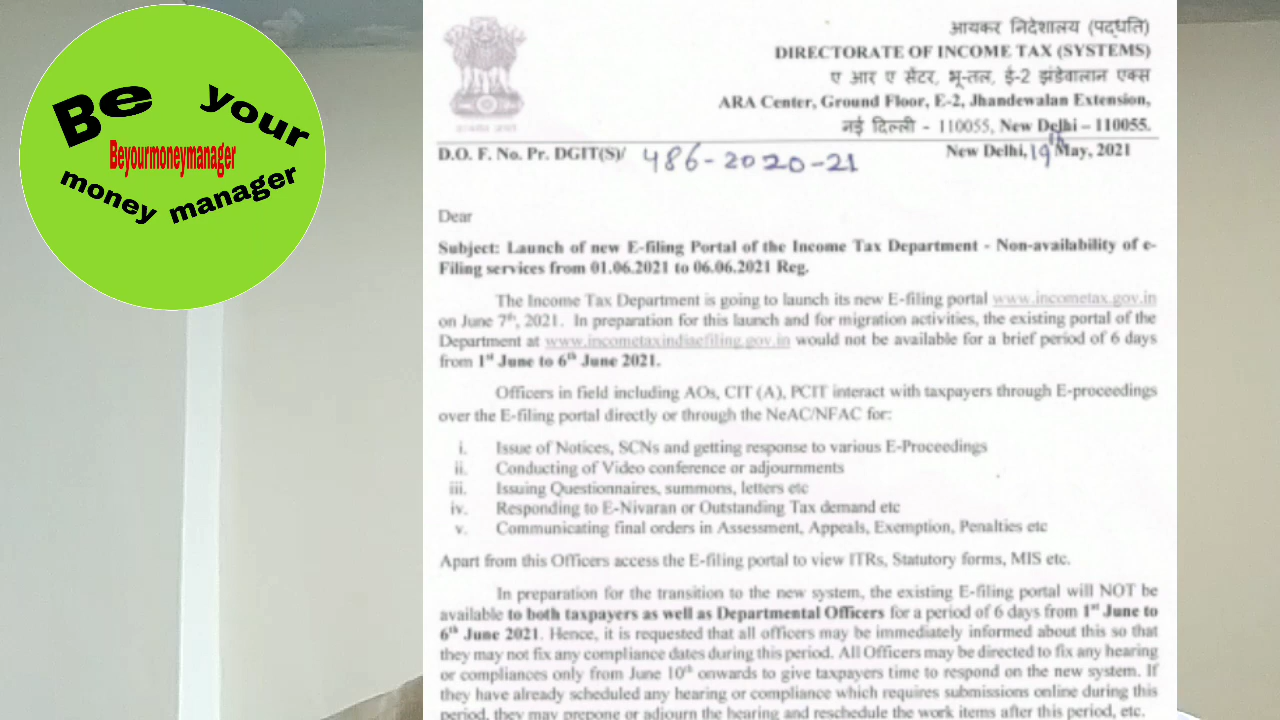 Be your
Beyourmoneymanager
money manager
आयकर निदेशालय (पद्धति)
DIRECTORATE OF INCOME TAX (SYSTEMS)
ए आर ए सेंटर, भू-तल, ई-2 झंडेवालान एक्स
ARA Center, Ground Floor, E-2, Jhandewalan Extension,
नई दिल्ली - 110055, New Delhi – 110055.
D.O. F. No. Pr. DGIT(S)/ 486-2020-21 New Delhi, 19th May, 2021
Dear
Subject: Launch of new E-filing Portal of the Income Tax Department - Non-availability of e-
Filing services from 01.06.2021 to 06.06.2021 Reg.
The Income Tax Department is going to launch its new E-filing portal www.incometax.gov.in
on June 7th, 2021. In preparation for this launch and for migration activities, the existing portal of the
Department at www.incometaxindiaefiling.gov.in would not be available for a brief period of 6 days
from 1st June to 6th June 2021.
Officers in field including AOs, CIT (A), PCIT interact with taxpayers through E-proceedings
over the E-filing portal directly or through the NeAC/NFAC for:
i. Issue of Notices, SCNs and getting response to various E-Proceedings
ii. Conducting of Video conference or adjournments
iii. Issuing Questionnaires, summons, letters etc
iv. Responding to E-Nivaran or Outstanding Tax demand etc
v. Communicating final orders in Assessment, Appeals, Exemption, Penalties etc
Apart from this Officers access the E-filing portal to view ITRs, Statutory forms, MIS etc.
In preparation for the transition to the new system, the existing E-filing portal will NOT be
available to both taxpayers as well as Departmental Officers for a period of 6 days from 1st June to
6th June 2021. Hence, it is requested that all officers may be immediately informed about this so that
they may not fix any compliance dates during this period. All Officers may be directed to fix any hearing
or compliances only from June 10th onwards to give taxpayers time to respond on the new system. If
they have already scheduled any hearing or compliance which requires submissions online during this
period, they may prepone or adjourn the hearing and reschedule the work items after this period, etc.